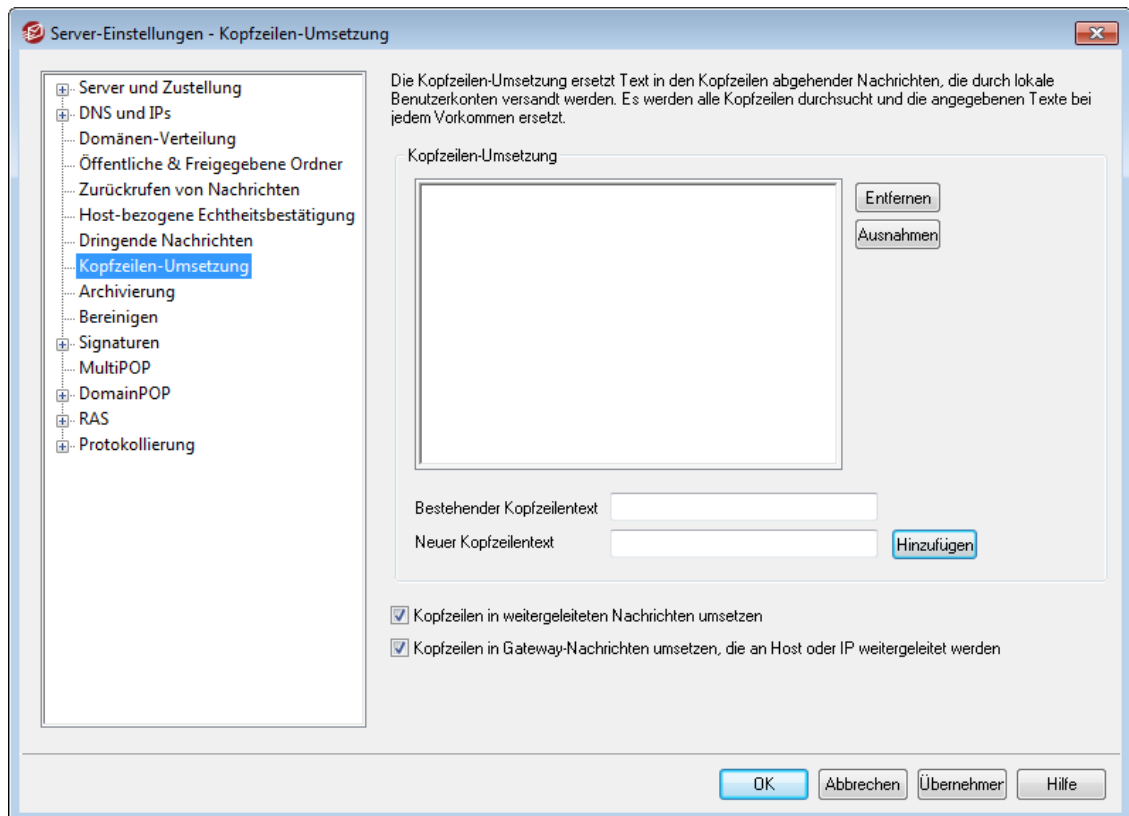 Server-Einstellungen - Kopfzeilen-Umsetzung
Server und Zustellung
DNS und IPs
Domänen-Verteilung
Öffentliche & Freigegebene Ordner
Zurückrufen von Nachrichten
Host-bezogene Echtheitsbestätigung
Dringende Nachrichten
Kopfzeilen-Umsetzung
Archivierung
Bereinigen
Signaturen
MultiPOP
DomainPOP
RAS
Protokollierung
Die Kopfzeilen-Umsetzung ersetzt Text in den Kopfzeilen abgehender Nachrichten, die durch lokale
Benutzerkonten versandt werden. Es werden alle Kopfzeilen durchsucht und die angegebenen Texte bei
jedem Vorkommen ersetzt.
Kopfzeilen-Umsetzung
Entfernen
Ausnahmen
Bestehender Kopfzeilentext
Neuer Kopfzeilentext
Hinzufügen
Kopfzeilen in weitergeleiteten Nachrichten umsetzen
Kopfzeilen in Gateway-Nachrichten umsetzen, die an Host oder IP weitergeleitet werden
OK
Abbrechen
Übernehmer
Hilfe